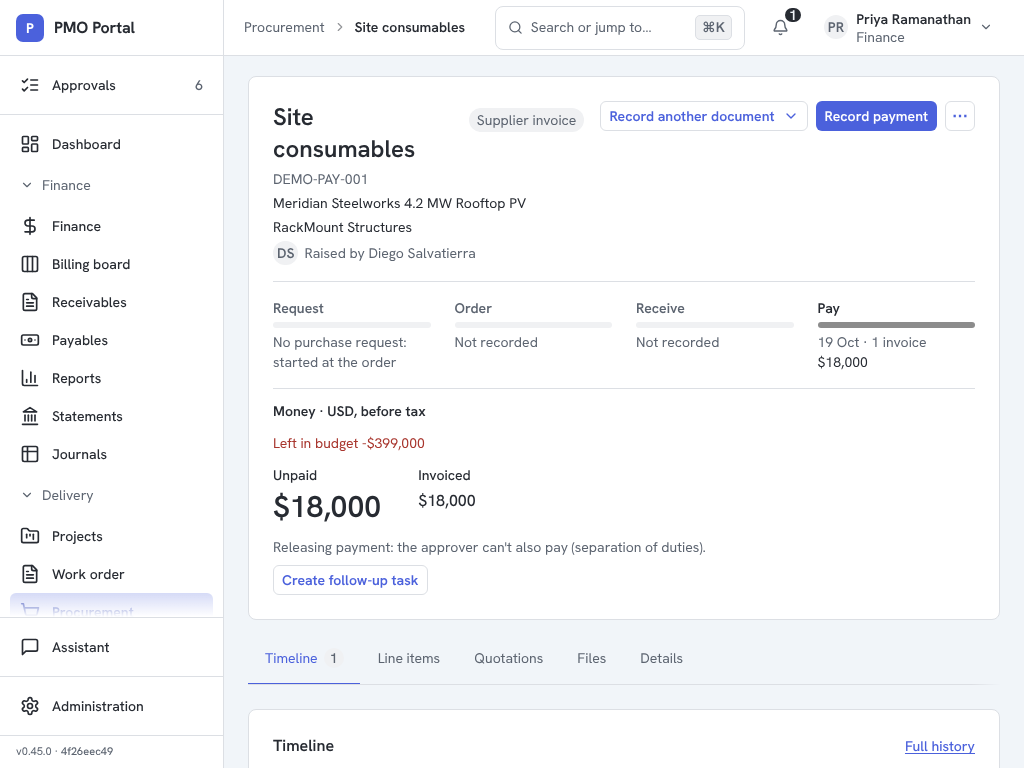 P PMO Portal
Procurement > Site consumables
Search or jump to... ⌘K
1
PR Priya Ramanathan
Finance
Approvals 6
Dashboard
Finance
Finance
Billing board
Receivables
Payables
Reports
Statements
Journals
Delivery
Projects
Work order
Procurement
Assistant
Administration
v0.45.0 · 4f26eec49
Site consumables
Supplier invoice
Record another document
Record payment
DEMO-PAY-001
Meridian Steelworks 4.2 MW Rooftop PV
RackMount Structures
DS Raised by Diego Salvatierra
Request
No purchase request:
started at the order
Order
Not recorded
Receive
Not recorded
Pay
19 Oct · 1 invoice
$18,000
Money · USD, before tax
Left in budget -$399,000
Unpaid
$18,000
Invoiced
$18,000
Releasing payment: the approver can't also pay (separation of duties).
Create follow-up task
Timeline 1
Line items
Quotations
Files
Details
Timeline
Full history